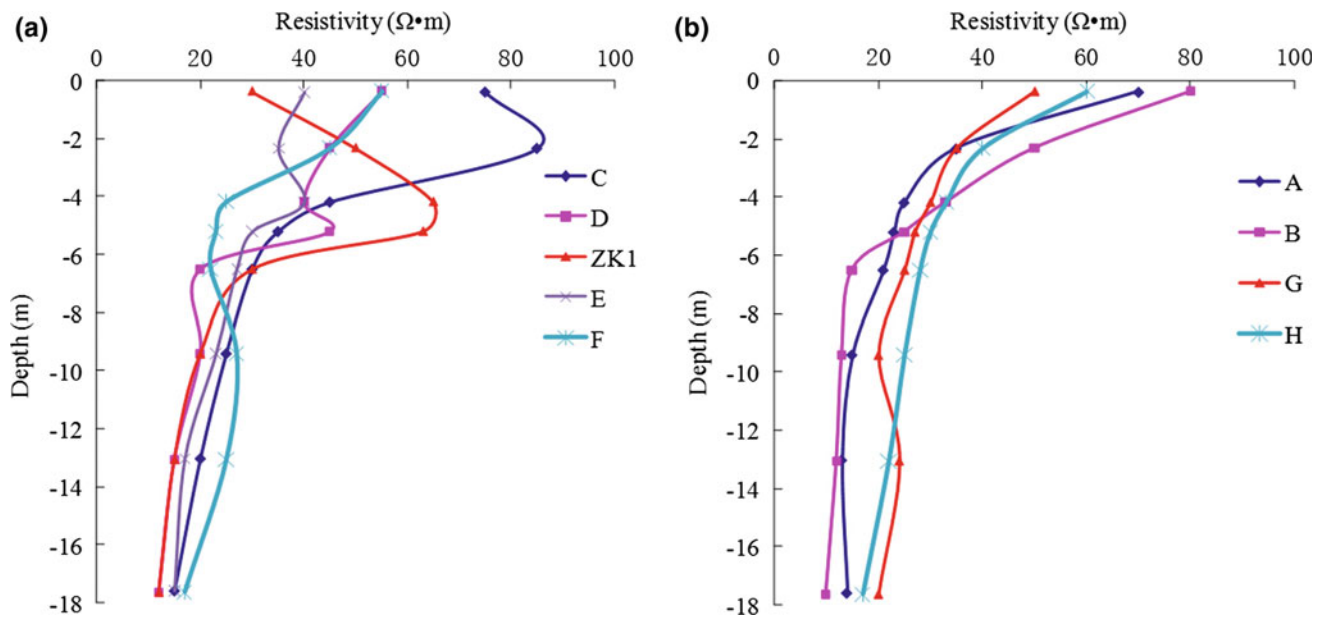 (a)
Resistivity (Ω•m)
0 20 40 60 80 100
0
-2
-4
-6
-8
-10
-12
-14
-16
-18
Depth (m)
C
D
ZK1
E
F
(b)
Resistivity (Ω•m)
0 20 40 60 80 100
0
-2
-4
-6
-8
-10
-12
-14
-16
-18
Depth (m)
A
B
G
H